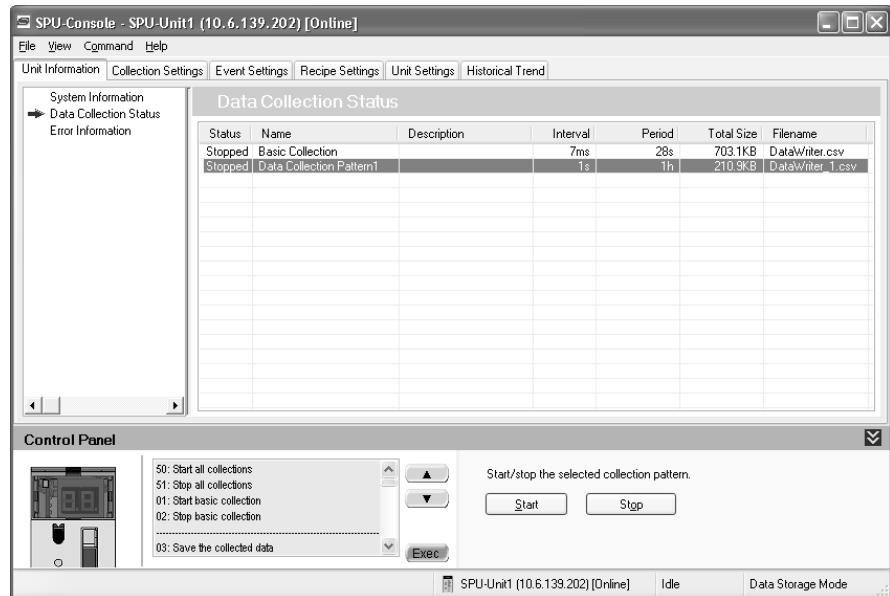 SPU-Console - SPU-Unit1 (10.6.139.202) [Online]
File View Command Help
Unit Information Collection Settings Event Settings Recipe Settings Unit Settings Historical Trend
System Information
Data Collection Status
Error Information
Data Collection Status
Status Name Description Interval Period Total Size Filename
Stopped Basic Collection 7ms 28s 703.1KB DataWriter.csv
Stopped Data Collection Pattern1 1s 1h 210.9KB DataWriter_1.csv
Control Panel
50: Start all collections
51: Stop all collections
01: Start basic collection
02: Stop basic collection
03: Save the collected data
Exec
Start/stop the selected collection pattern.
Start Stop
SPU-Unit1 (10.6.139.202) [Online] Idle Data Storage Mode